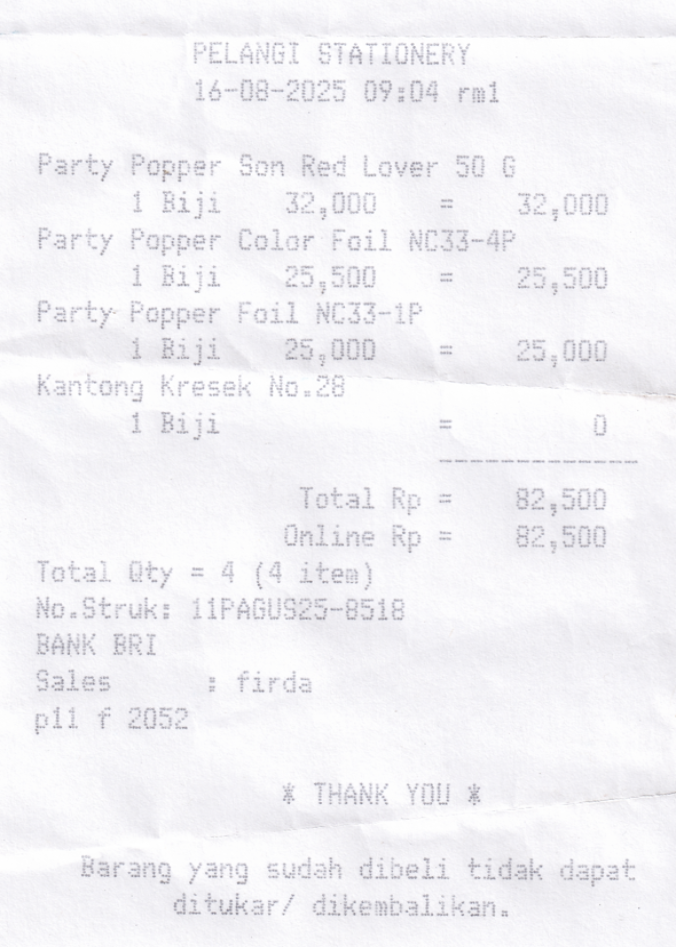 PELANGI STATIONERY
16-08-2025 09:04 rm1
Party Popper Son Red Lover 50 G
1 Biji 32,000 = 32,000
Party Popper Color Foil NC33-4P
1 Biji 25,500 = 25,500
Party Popper Foil NC33-1P
1 Biji 25,000 = 25,000
Kantong Kresek No.28
1 Biji = 0
-------------
Total Rp = 82,500
Online Rp = 82,500
Total Qty = 4 (4 item)
No.Struk: 11PAGUS25-8518
BANK BRI
Sales : firda
p11 f 2052
* THANK YOU *
Barang yang sudah dibeli tidak dapat
ditukar/ dikembalikan.